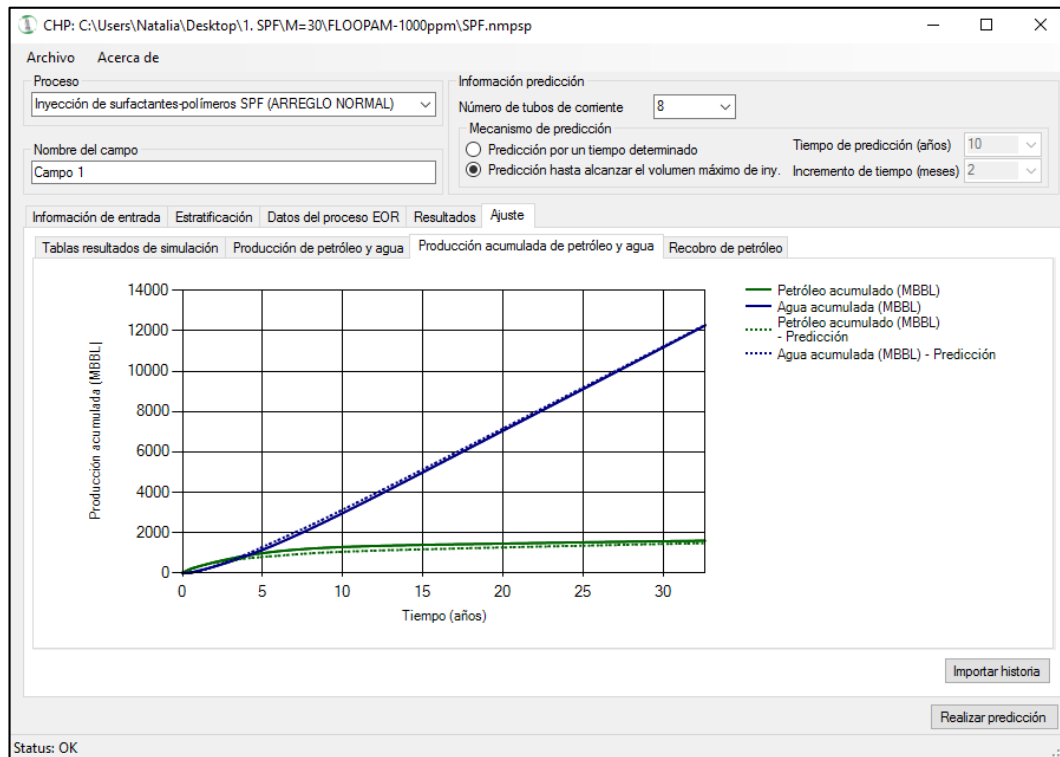 CHP: C:\Users\Natalia\Desktop\1. SPF\M=30\FLOOPAM-1000ppm\SPF.nmpsp
Archivo Acerca de
Proceso
Inyección de surfactantes-polímeros SPF (ARREGLO NORMAL)
Nombre del campo
Campo 1
Información predicción
Número de tubos de corriente 8
Mecanismo de predicción
Predicción por un tiempo determinado
Predicción hasta alcanzar el volumen máximo de iny.
Tiempo de predicción (años) 10
Incremento de tiempo (meses) 2
Información de entrada Estratificación Datos del proceso EOR Resultados Ajuste
Tablas resultados de simulación Producción de petróleo y agua Producción acumulada de petróleo y agua Recobro de petróleo
Producción acumulada (MBBL)
14000
12000
10000
8000
6000
4000
2000
0
0 5 10 15 20 25 30
Tiempo (años)
Petróleo acumulado (MBBL)
Agua acumulada (MBBL)
Petróleo acumulado (MBBL)
- Predicción
Agua acumulada (MBBL) - Predicción
Importar historia
Realizar predicción
Status: OK